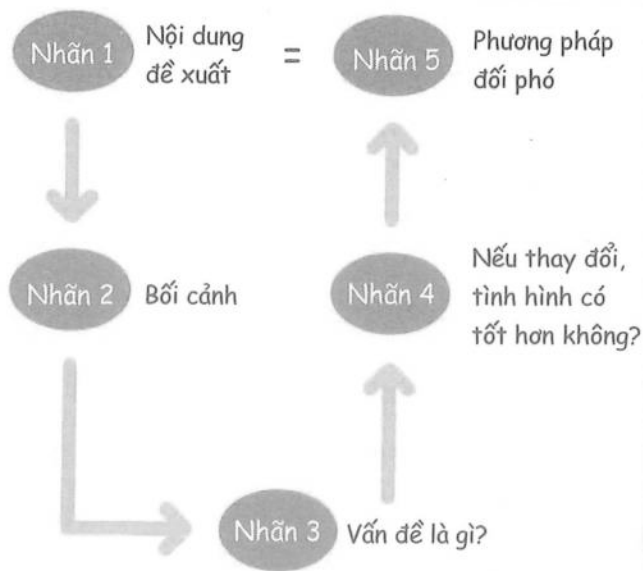 Nhãn 1
Nội dung
đề xuất
=
Nhãn 5
Phương pháp
đối phó
Nhãn 2
Bối cảnh
Nhãn 4
Nếu thay đổi,
tình hình có
tốt hơn không?
Nhãn 3
Vấn đề là gì?